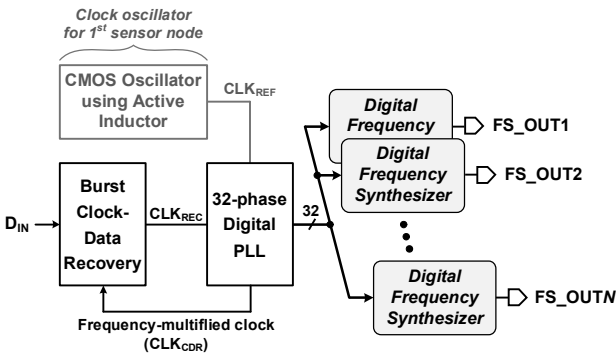 Clock oscillator
for 1st sensor node
CMOS Oscillator
using Active
Inductor
CLKREF
Burst
Clock-
Data
Recovery
DIN
CLKREC
32-phase
Digital
PLL
32
Frequency-multiflied clock
(CLKCDR)
Digital
Frequency
FS_OUT1
Digital
Frequency
Synthesizer
FS_OUT2
Digital
Frequency
Synthesizer
FS_OUTN